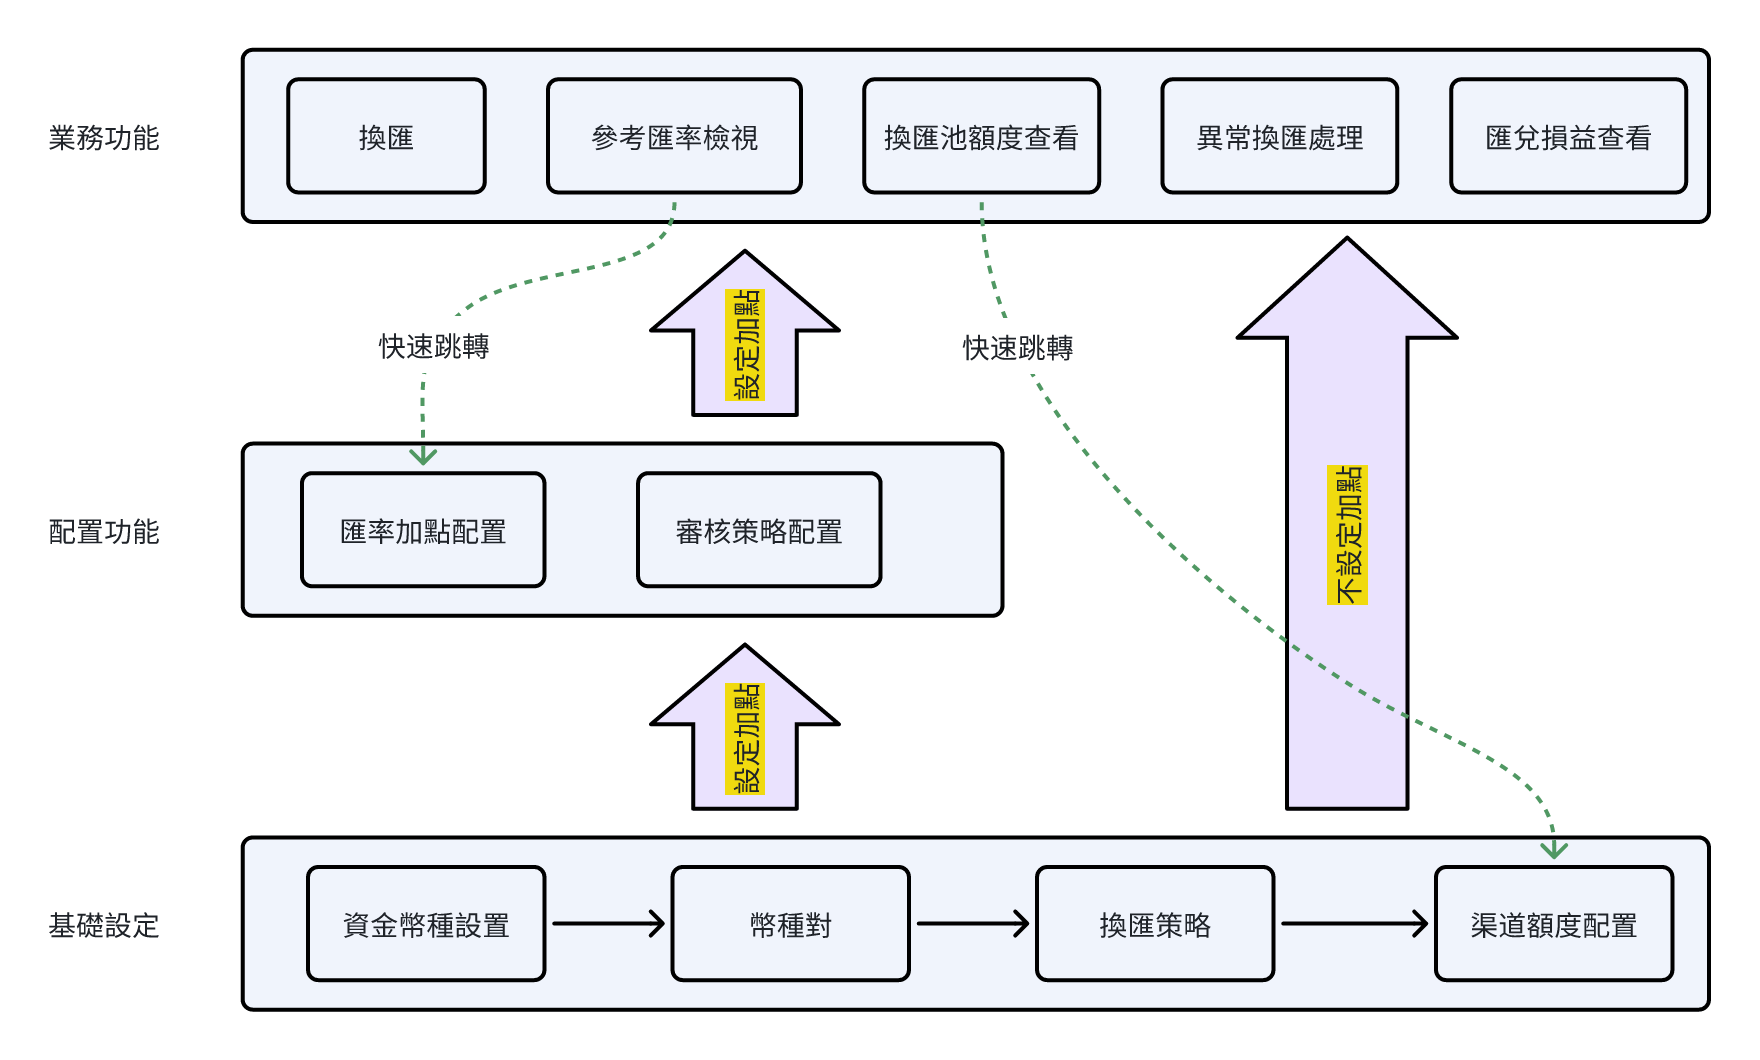 業務功能
換匯
參考匯率檢視
換匯池額度查看
異常換匯處理
匯兌損益查看
快速跳轉
設定加點
快速跳轉
不設定加點
配置功能
匯率加點配置
審核策略配置
設定加點
基礎設定
資金幣種設置
幣種對
換匯策略
渠道額度配置